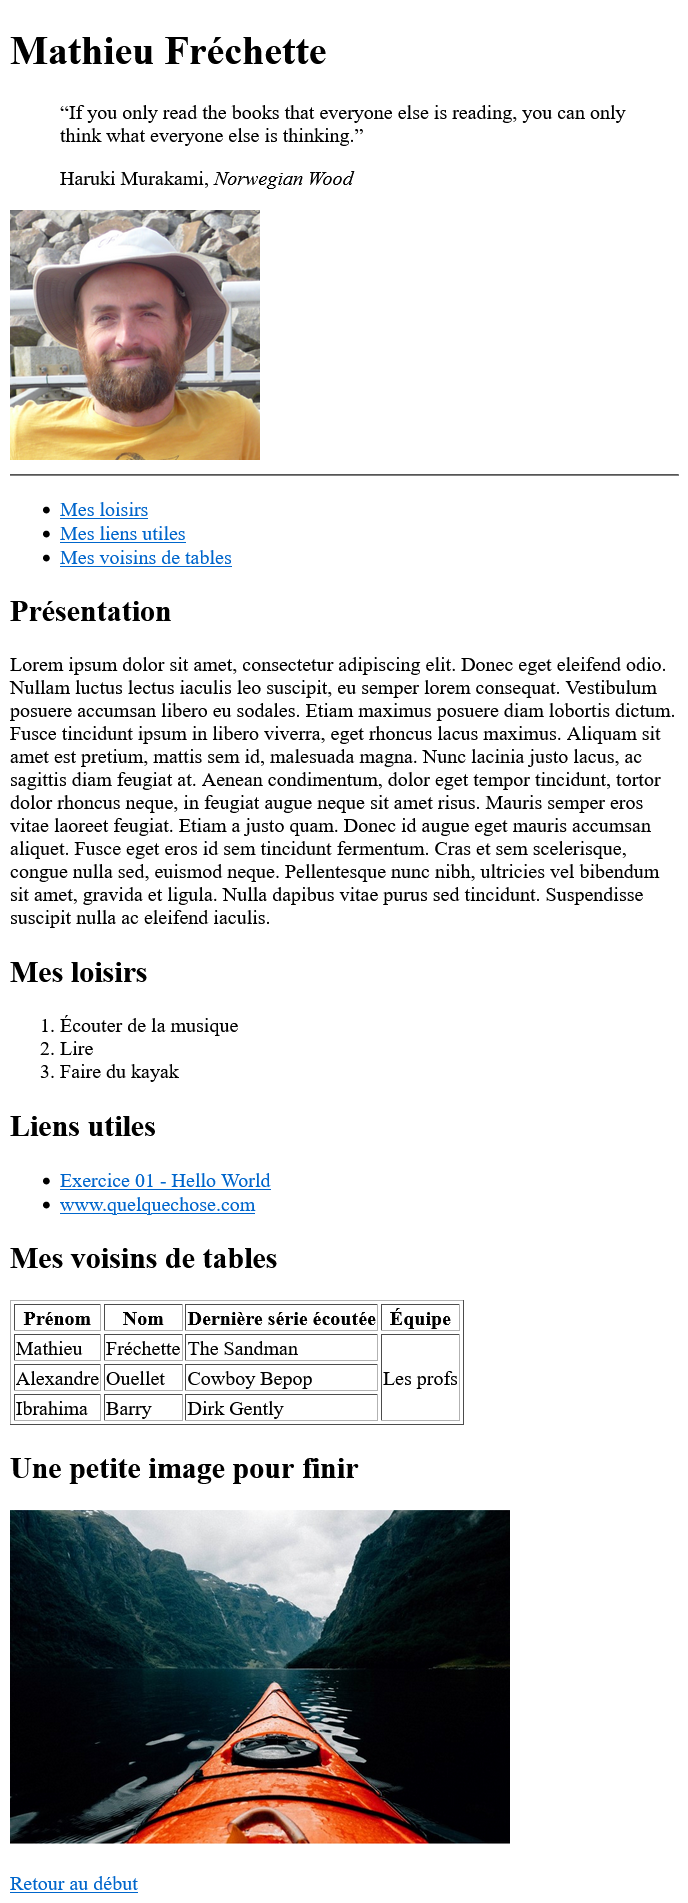 Mathieu Fréchette
“If you only read the books that everyone else is reading, you can only
think what everyone else is thinking.”
Haruki Murakami, Norwegian Wood
Mes loisirs
Mes liens utiles
Mes voisins de tables
Présentation
Lorem ipsum dolor sit amet, consectetur adipiscing elit. Donec eget eleifend odio.
Nullam luctus lectus iaculis leo suscipit, eu semper lorem consequat. Vestibulum
posuere accumsan libero eu sodales. Etiam maximus posuere diam lobortis dictum.
Fusce tincidunt ipsum in libero viverra, eget rhoncus lacus maximus. Aliquam sit
amet est pretium, mattis sem id, malesuada magna. Nunc lacinia justo lacus, ac
sagittis diam feugiat at. Aenean condimentum, dolor eget tempor tincidunt, tortor
dolor rhoncus neque, in feugiat augue neque sit amet risus. Mauris semper eros
vitae laoreet feugiat. Etiam a justo quam. Donec id augue eget mauris accumsan
aliquet. Fusce eget eros id sem tincidunt fermentum. Cras et sem scelerisque,
congue nulla sed, euismod neque. Pellentesque nunc nibh, ultricies vel bibendum
sit amet, gravida et ligula. Nulla dapibus vitae purus sed tincidunt. Suspendisse
suscipit nulla ac eleifend iaculis.
Mes loisirs
1. Écouter de la musique
2. Lire
3. Faire du kayak
Liens utiles
Exercice 01 - Hello World
www.quelquechose.com
Mes voisins de tables
Prénom Nom Dernière série écoutée Équipe
Mathieu Fréchette The Sandman
Alexandre Ouellet Cowboy Bepop Les profs
Ibrahima Barry Dirk Gently
Une petite image pour finir
Retour au début